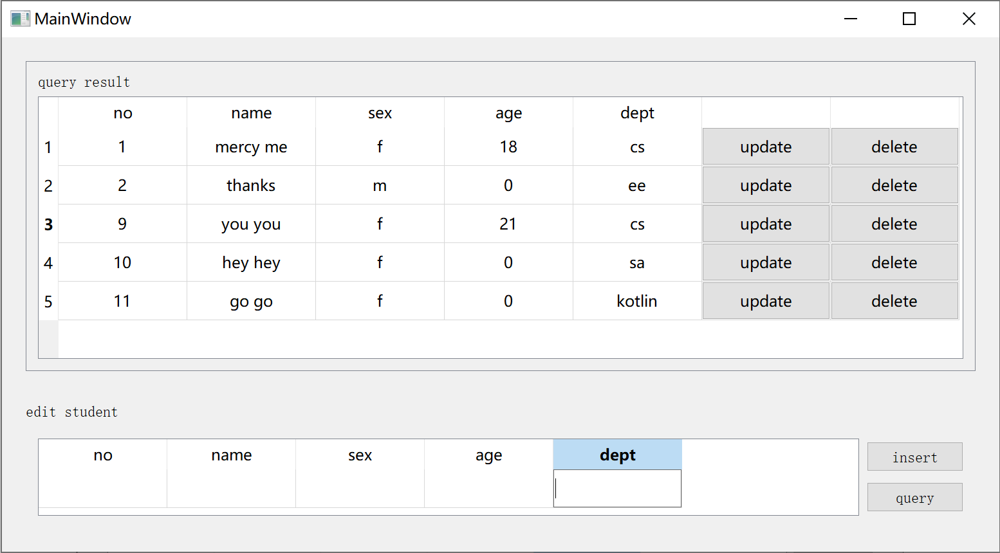 MainWindow
query result
no name sex age dept
1 1 mercy me f 18 cs update delete
2 2 thanks m 0 ee update delete
3 9 you you f 21 cs update delete
4 10 hey hey f 0 sa update delete
5 11 go go f 0 kotlin update delete
edit student
no name sex age dept
insert
query